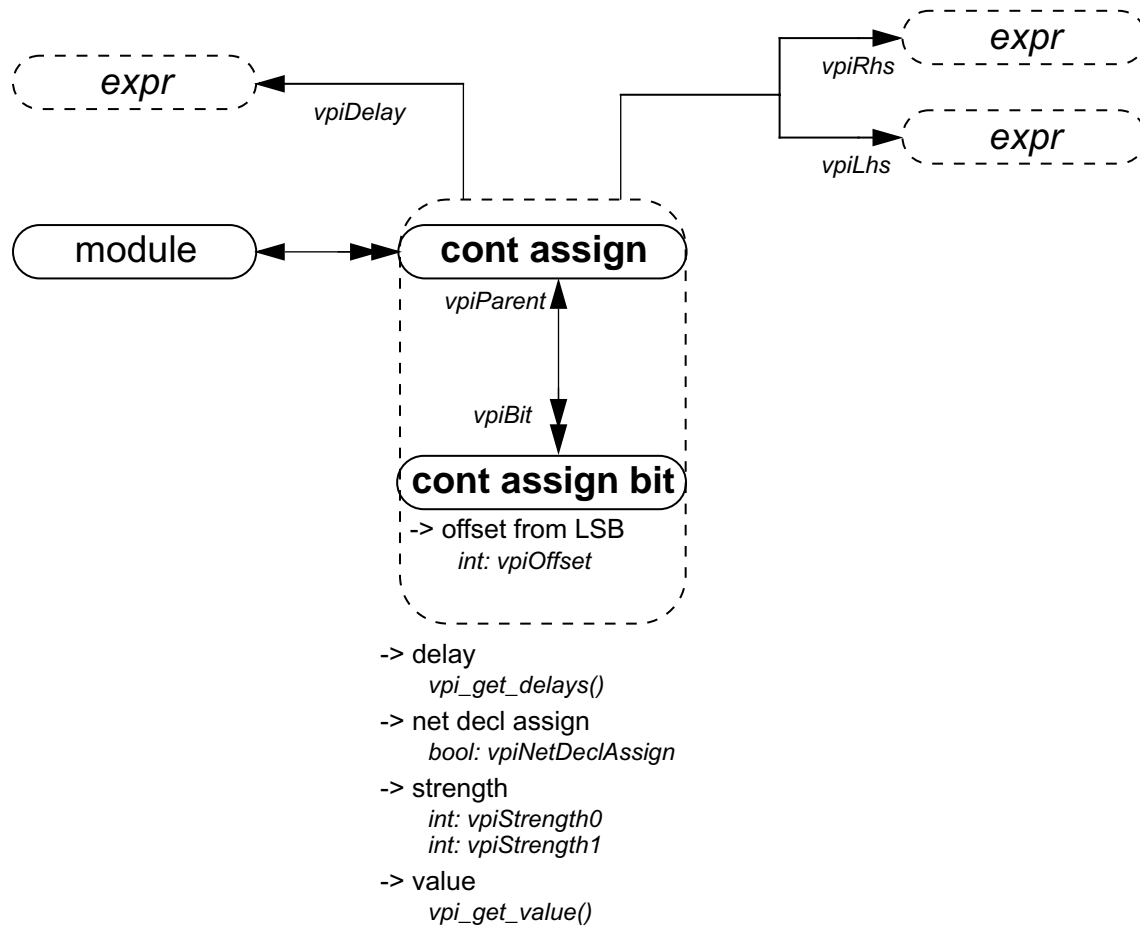 expr
vpiRhs
expr
vpiDelay
expr
vpiLhs
module
cont assign
vpiParent
vpiBit
cont assign bit
-> offset from LSB
int: vpiOffset
-> delay
vpi_get_delays()
-> net decl assign
bool: vpiNetDeclAssign
-> strength
int: vpiStrength0
int: vpiStrength1
-> value
vpi_get_value()